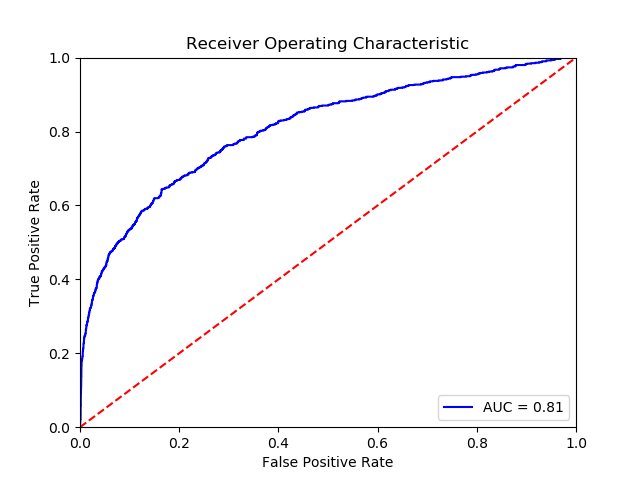 Receiver Operating Characteristic
1.0
0.8
0.6
0.4
0.2
0.0
True Positive Rate
AUC = 0.81
0.0 0.2 0.4 0.6 0.8 1.0
False Positive Rate